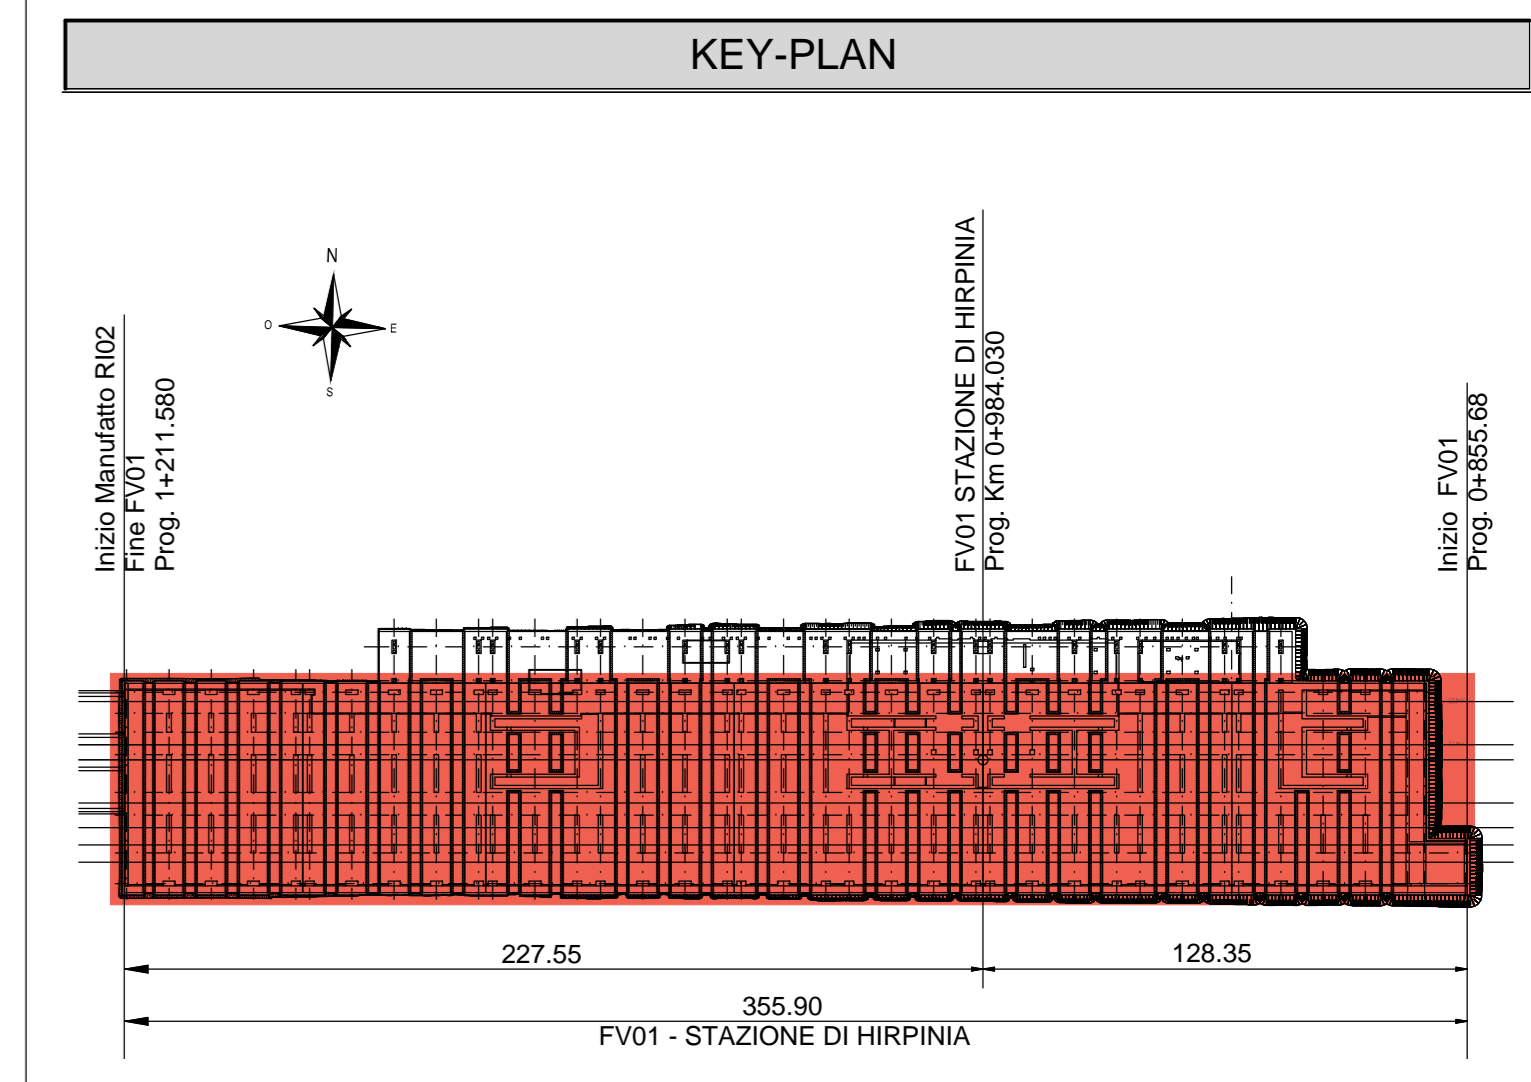 KEY-PLAN
N
O
E
S
Inizio Manufatto RI02
Fine FV01
Prog. 1+211.580
FV01 STAZIONE DI HIRPINIA
Prog. Km 0+984.030
Inizio FV01
Prog. 0+855.68
227.55
128.35
355.90
FV01 - STAZIONE DI HIRPINIA